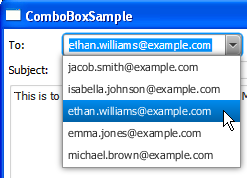 ComboBoxSample
To: ethan.williams@example.com
jacob.smith@example.com
Subject:
isabella.johnson@example.com
This is to
ethan.williams@example.com
emma.jones@example.com
michael.brown@example.com